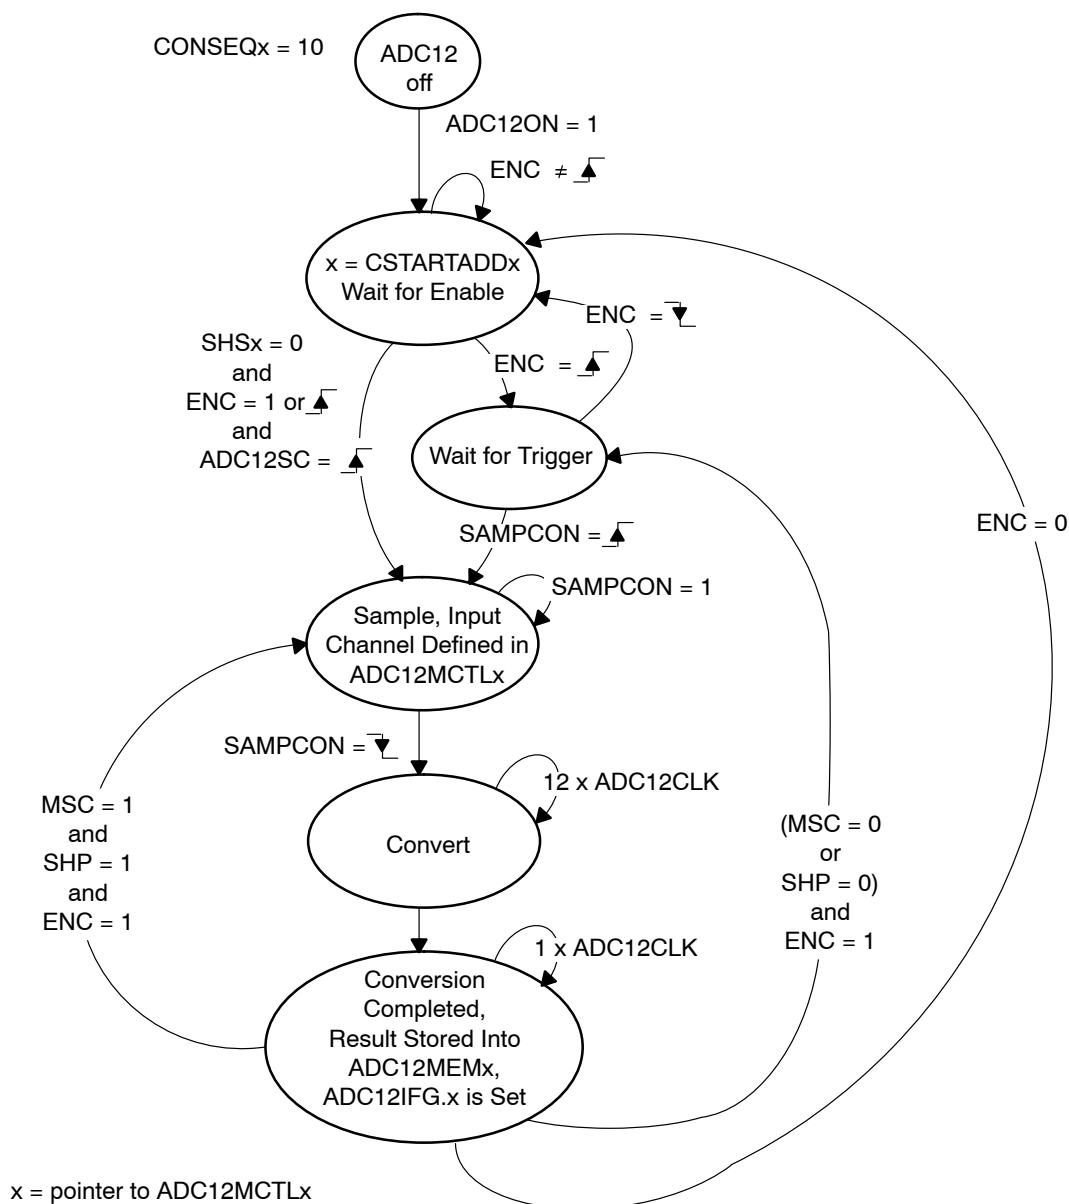 CONSEQx = 10
ADC12
off
ADC12ON = 1
ENC ≠
x = CSTARTADDx
Wait for Enable
ENC =
SHSx = 0
and
ENC = 1 or
and
ADC12SC =
ENC =
Wait for Trigger
SAMPCON =
ENC = 0
SAMPCON = 1
Sample, Input
Channel Defined in
ADC12MCTLx
SAMPCON =
12 x ADC12CLK
Convert
MSC = 1
and
SHP = 1
and
ENC = 1
(MSC = 0
or
SHP = 0)
and
ENC = 1
1 x ADC12CLK
Conversion
Completed,
Result Stored Into
ADC12MEMx,
ADC12IFG.x is Set
x = pointer to ADC12MCTLx